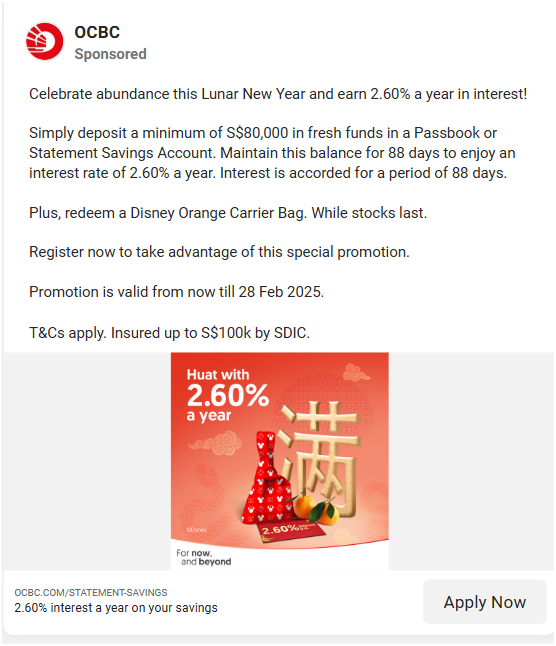 OCBC
Sponsored
Celebrate abundance this Lunar New Year and earn 2.60% a year in interest!
Simply deposit a minimum of S$80,000 in fresh funds in a Passbook or
Statement Savings Account. Maintain this balance for 88 days to enjoy an
interest rate of 2.60% a year. Interest is accorded for a period of 88 days.
Plus, redeem a Disney Orange Carrier Bag. While stocks last.
Register now to take advantage of this special promotion.
Promotion is valid from now till 28 Feb 2025.
T&Cs apply. Insured up to S$100k by SDIC.
Huat with
2.60%
a year
满
2.60%
©Disney
For now,
and beyond
OCBC.COM/STATEMENT-SAVINGS
2.60% interest a year on your savings
Apply Now